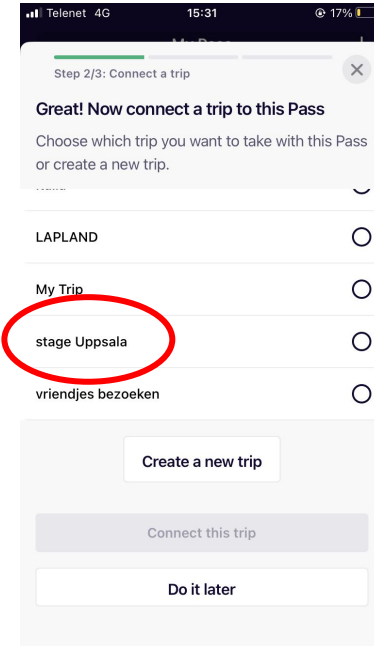 Telenet 4G 15:31 17%
Step 2/3: Connect a trip
Great! Now connect a trip to this Pass
Choose which trip you want to take with this Pass
or create a new trip.
LAPLAND
My Trip
stage Uppsala
vriendjes bezoeken
Create a new trip
Connect this trip
Do it later